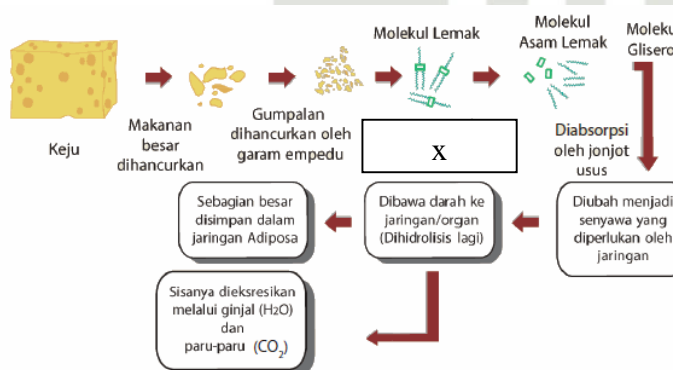 Keju
Makanan
besar
dihancurkan
Gumpalan
dihancurkan oleh
garam empedu
Molekul Lemak
X
Molekul
Asam Lemak
Diabsorpsi
oleh jonjot
usus
Diubah menjadi
senyawa yang
diperlukan oleh
jaringan
Dibawa darah ke
jaringan/organ
(Dihidrolisis lagi)
Sebagian besar
disimpan dalam
jaringan Adiposa
Sisanya dieksresikan
melalui ginjal (H2O)
dan
paru-paru (CO₂)